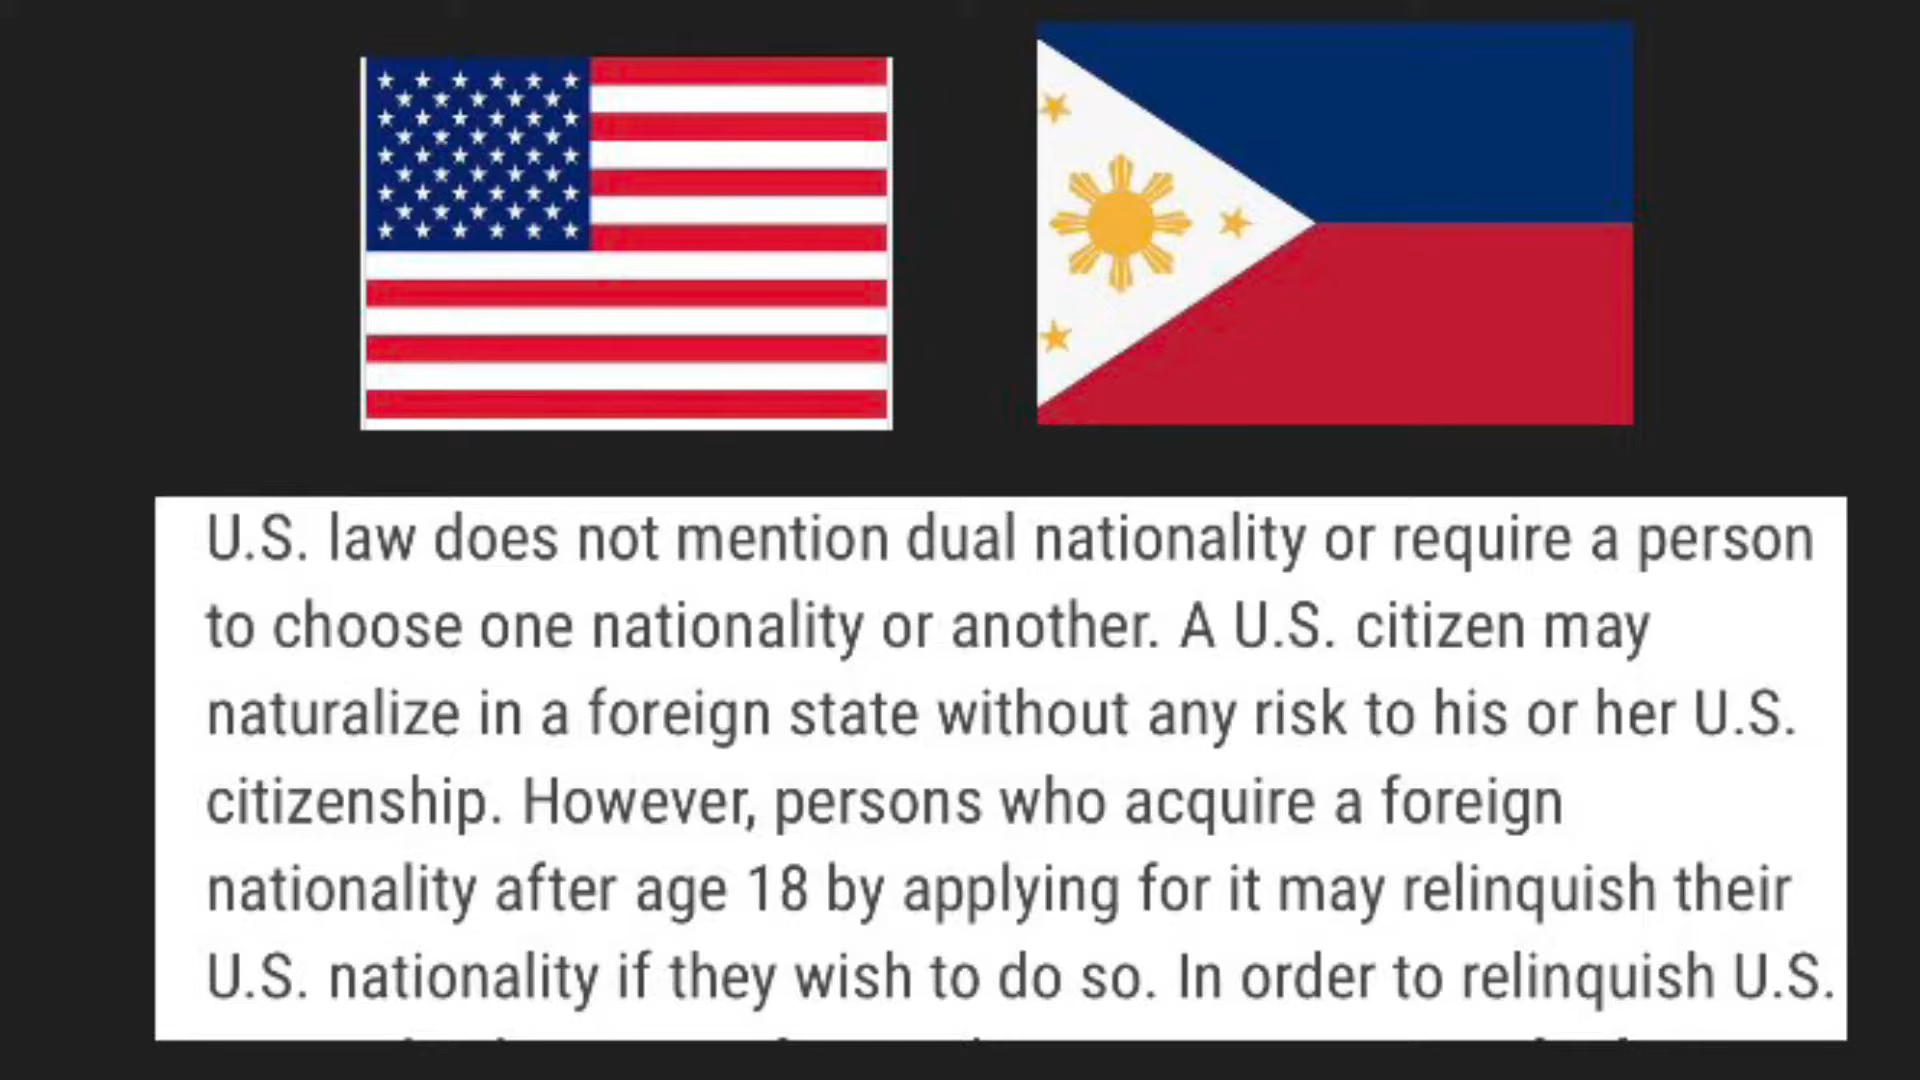 U.S. law does not mention dual nationality or require a person
to choose one nationality or another. A U.S. citizen may
naturalize in a foreign state without any risk to his or her U.S.
citizenship. However, persons who acquire a foreign
nationality after age 18 by applying for it may relinquish their
U.S. nationality if they wish to do so. In order to relinquish U.S.